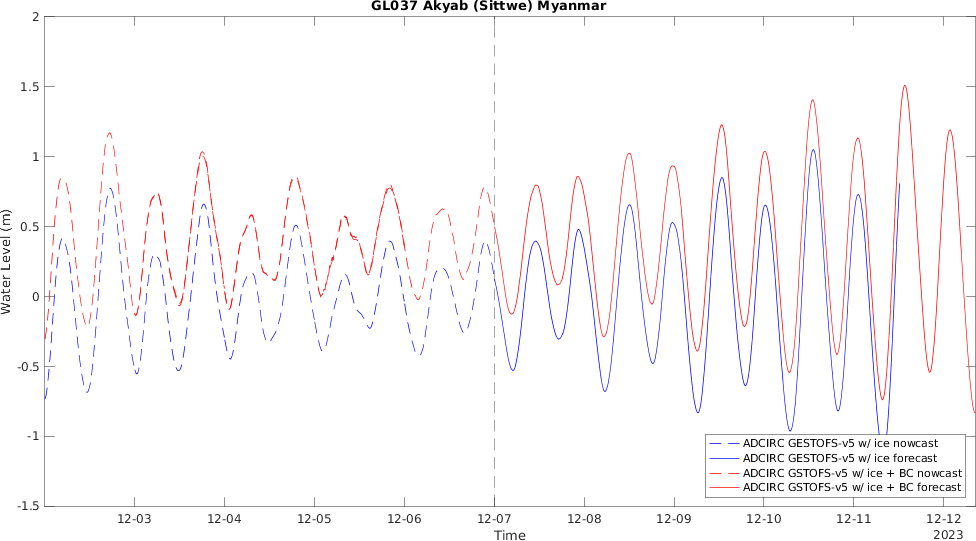 GL037 Akyab (Sittwe) Myanmar
2
1.5
1
0.5
0
-0.5
-1
-1.5
Water Level (m)
ADCIRC GESTOFS-v5 w/ ice nowcast
ADCIRC GESTOFS-v5 w/ ice forecast
ADCIRC GSTOFS-v5 w/ ice + BC nowcast
ADCIRC GSTOFS-v5 w/ ice + BC forecast
12-03 12-04 12-05 12-06 12-07 12-08 12-09 12-10 12-11 12-12
Time
2023